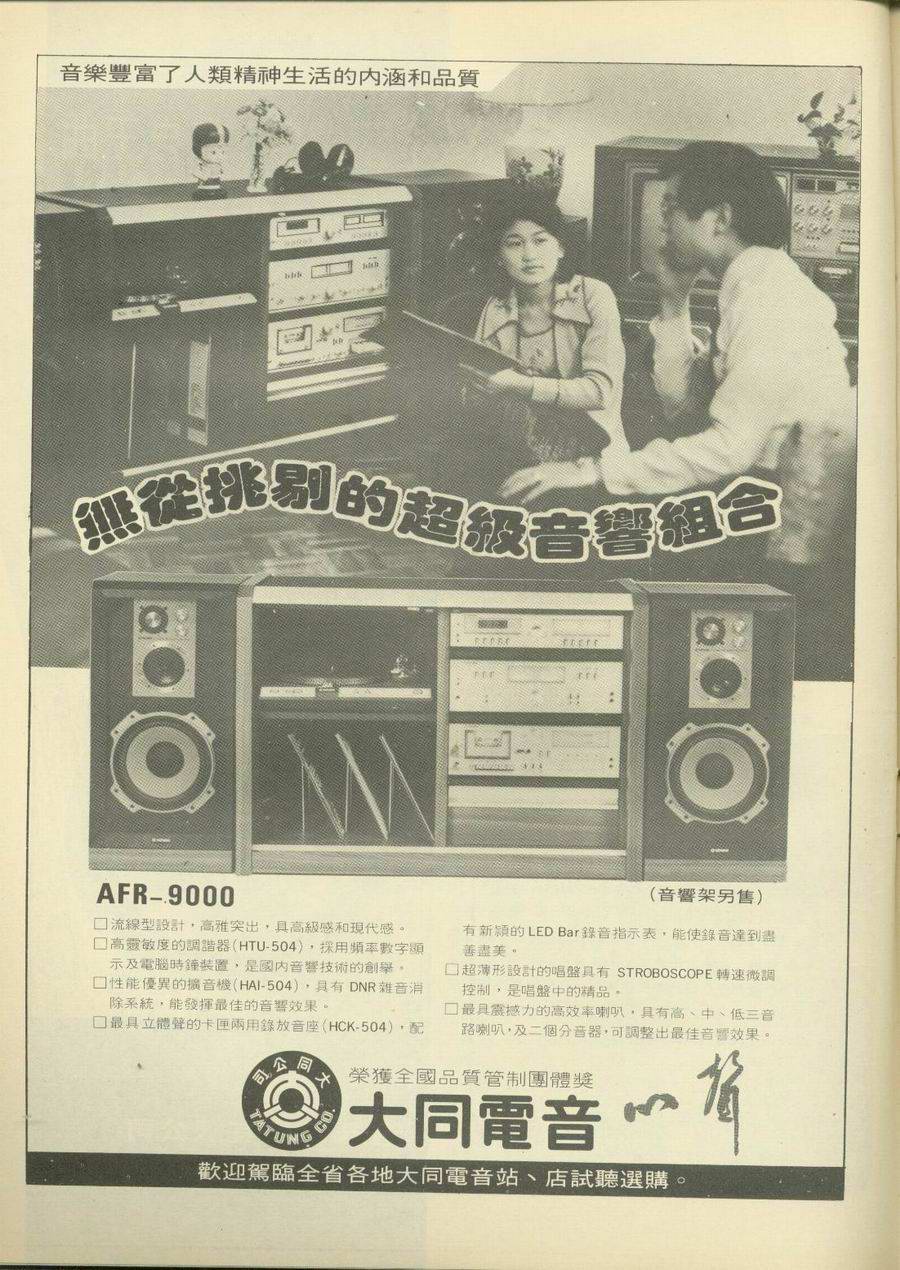 音樂豐富了人類精神生活的內涵和品質
無從挑剔的超級音響組合
AFR-9000
(音響架另售)
□流線型設計，高雅突出，具高級感和現代感。
□高靈敏度的調諧器(HTU-504)，採用頻率數字顯
示及電腦時鐘裝置，是國內音響技術的創舉。
□性能優異的擴音機(HAI-504)，具有 DNR 雜音消
除系統，能發揮最佳的音響效果。
□最具立體聲的卡匣兩用錄放音座(HCK-504)，配
有新穎的 LED Bar 錄音指示表，能使錄音達到盡
善盡美。
□超薄形設計的唱盤具有 STROBOSCOPE 轉速微調
控制，是唱盤中的精品。
□最具震撼力的高效率喇叭，具有高、中、低三音
路喇叭，及二個分音器，可調整出最佳音響效果。
大同公司
TATUNG CO.
榮獲全國品質管制團體獎
大同電音
歡迎駕臨全省各地大同電音站、店試聽選購。